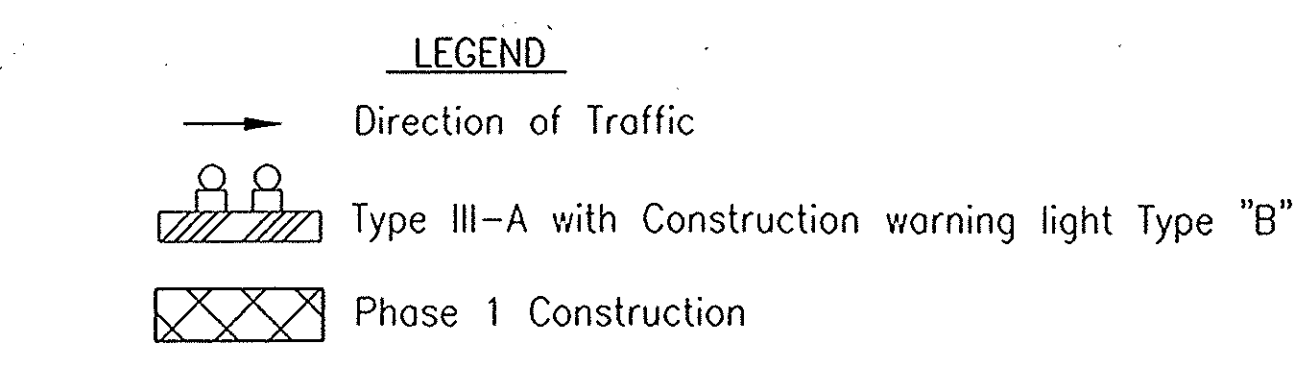 LEGEND
Direction of Traffic
Type III-A with Construction warning light Type "B"
Phase 1 Construction